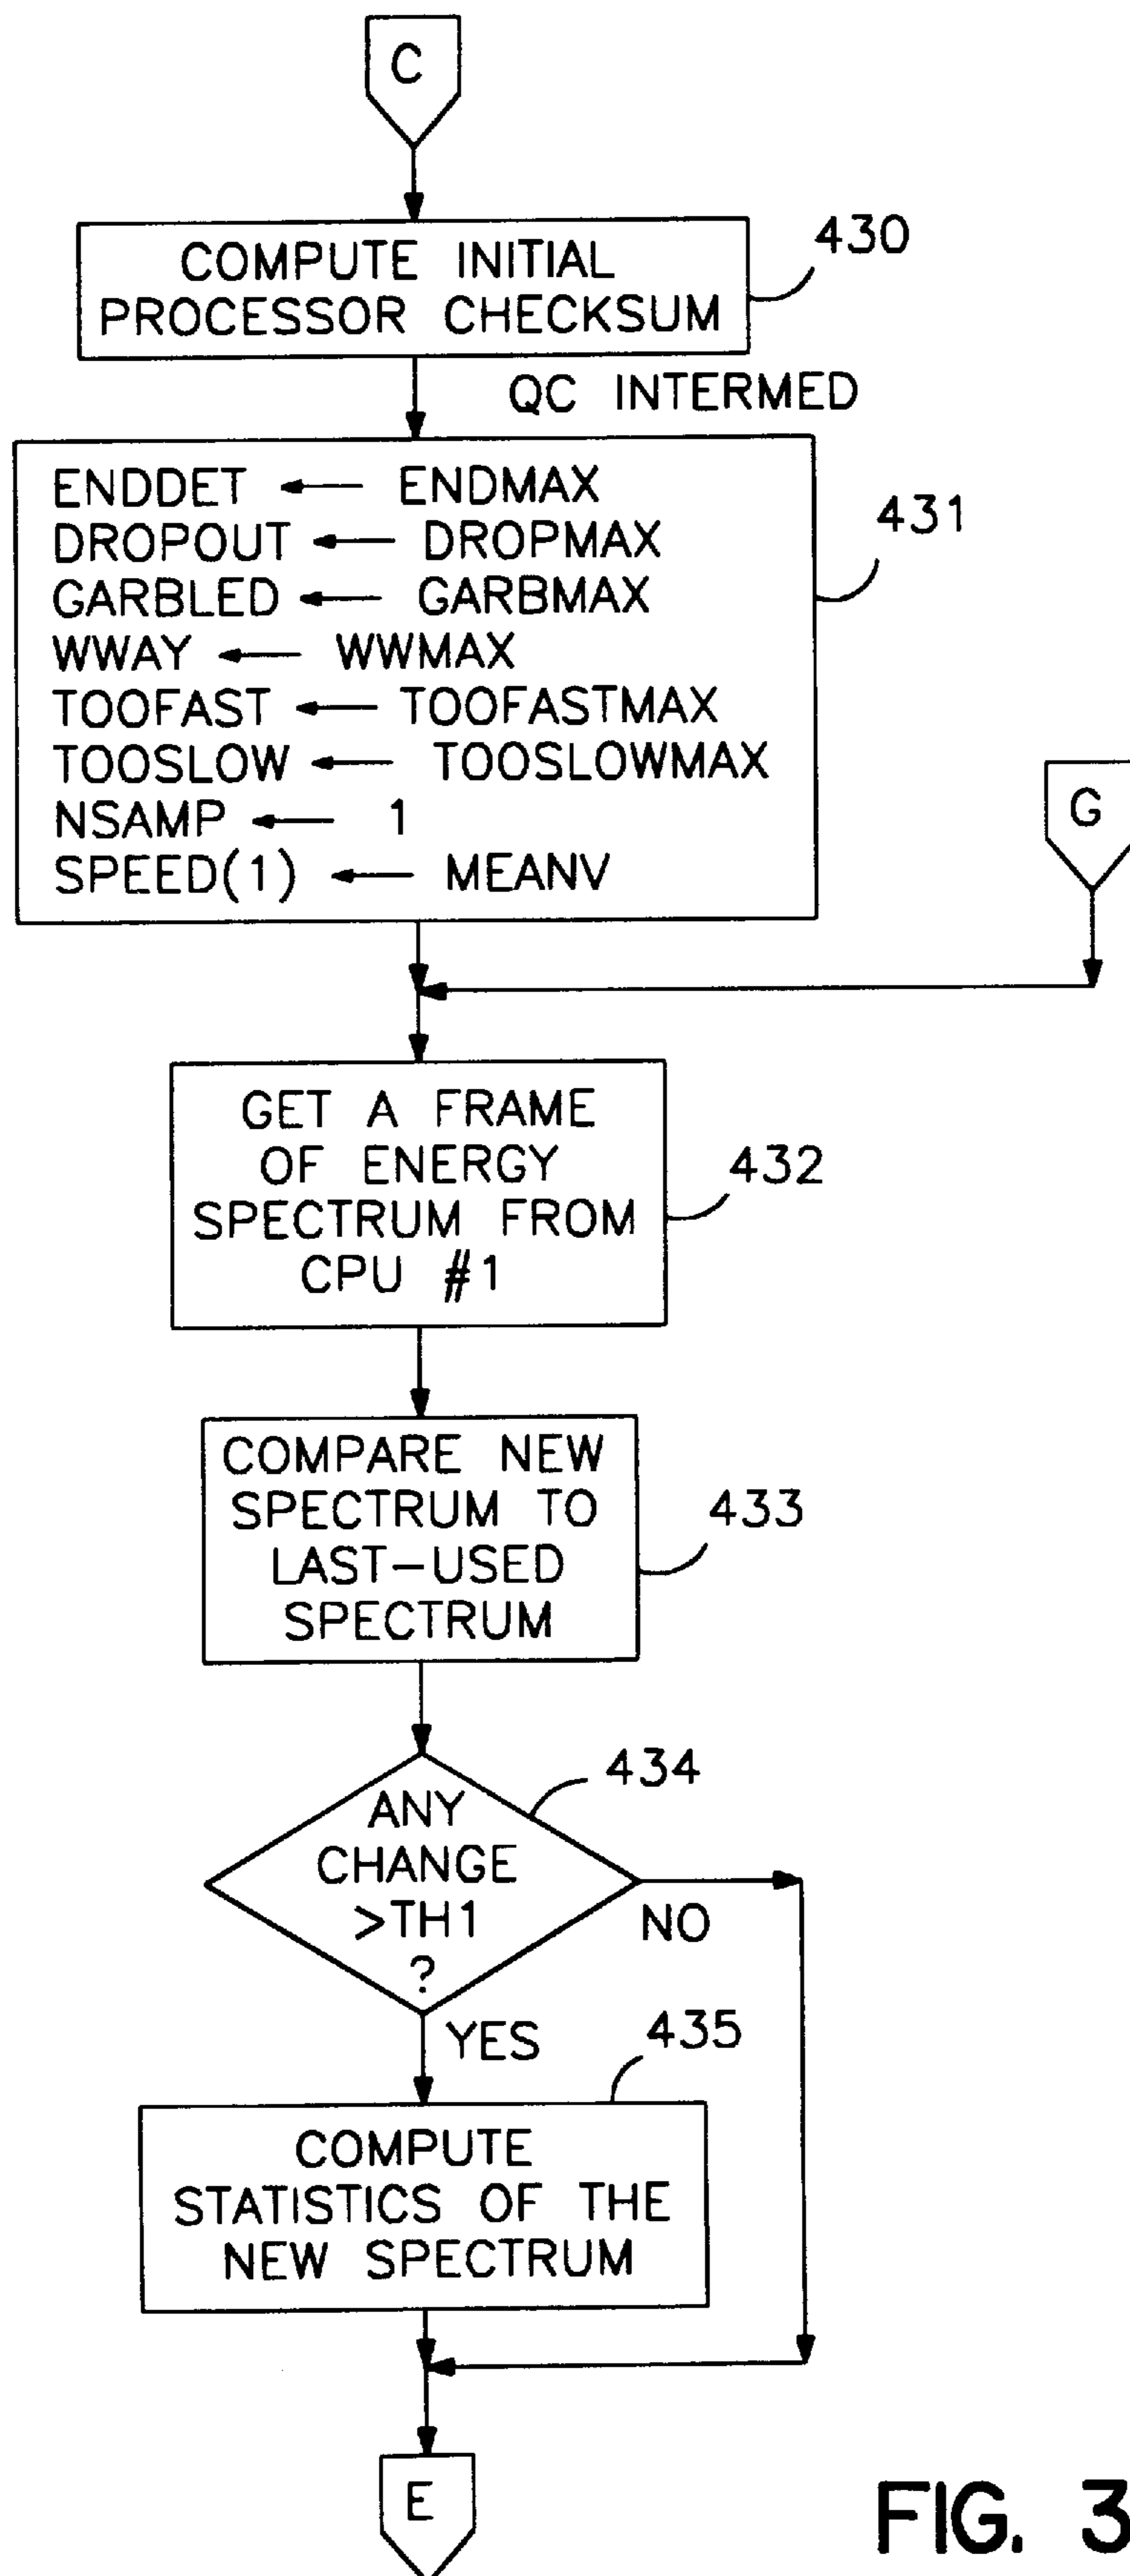 C
COMPUTE INITIAL
PROCESSOR CHECKSUM
430
QC INTERMED
ENDDET ← ENDMAX
DROPOUT ← DROPMAX
GARBLED ← GARBMAX
WWAY ← WWMAX
TOOFAST ← TOOFASTMAX
TOOSLOW ← TOOSLOWMAX
NSAMP ← 1
SPEED(1) ← MEANV
431
G
GET A FRAME
OF ENERGY
SPECTRUM FROM
CPU #1
432
COMPARE NEW
SPECTRUM TO
LAST-USED
SPECTRUM
433
ANY
CHANGE
>TH1
?
434
NO
YES
435
COMPUTE
STATISTICS OF THE
NEW SPECTRUM
E
FIG. 3